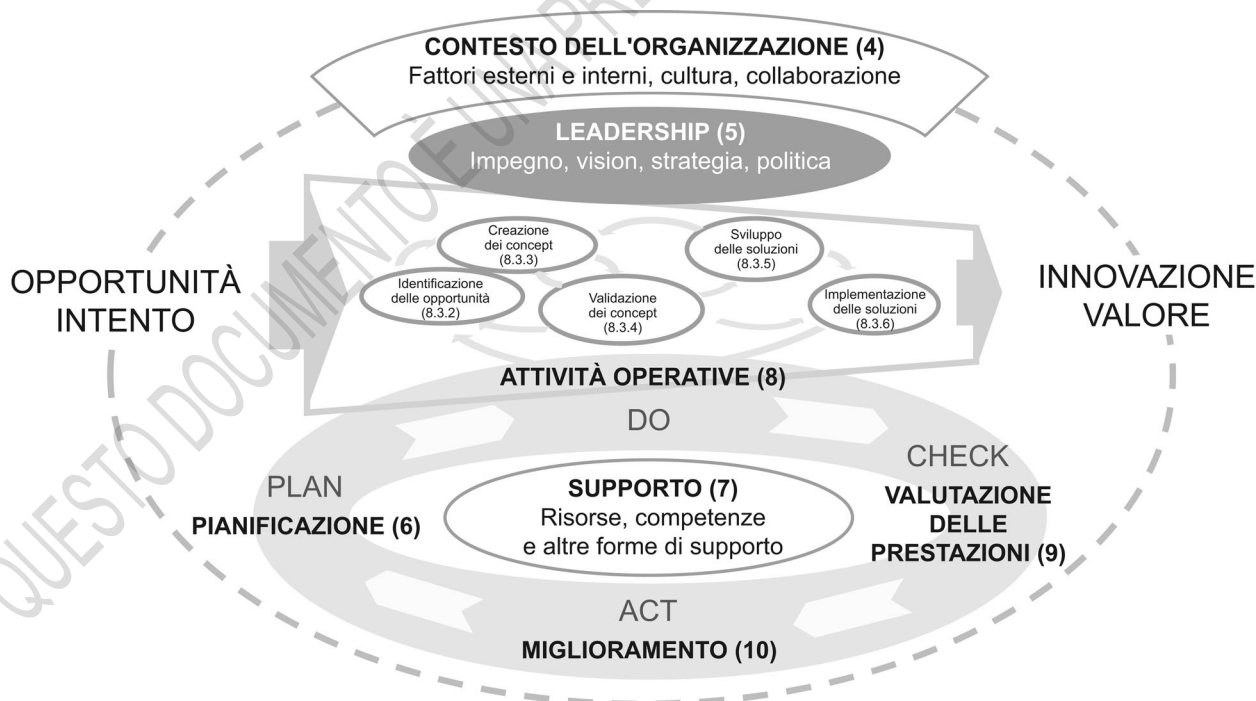 CONTESTO DELL'ORGANIZZAZIONE (4)
Fattori esterni e interni, cultura, collaborazione
LEADERSHIP (5)
Impegno, vision, strategia, politica
OPPORTUNITÀ
INTENTO
Creazione
dei concept
(8.3.3)
Sviluppo
delle soluzioni
(8.3.5)
Identificazione
delle opportunità
(8.3.2)
Validazione
dei concept
(8.3.4)
Implementazione
delle soluzioni
(8.3.6)
INNOVAZIONE
VALORE
ATTIVITÀ OPERATIVE (8)
DO
PLAN
PIANIFICAZIONE (6)
SUPPORTO (7)
Risorse, competenze
e altre forme di supporto
CHECK
VALUTAZIONE
DELLE
PRESTAZIONI (9)
ACT
MIGLIORAMENTO (10)
QUESTO DOCUMENTO È UNA